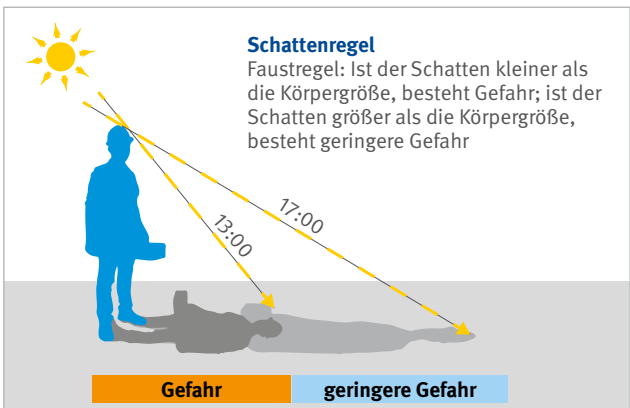 Schattenregel
Faustregel: Ist der Schatten kleiner als
die Körpergröße, besteht Gefahr; ist der
Schatten größer als die Körpergröße,
besteht geringere Gefahr
17:00
13:00
Gefahr
geringere Gefahr